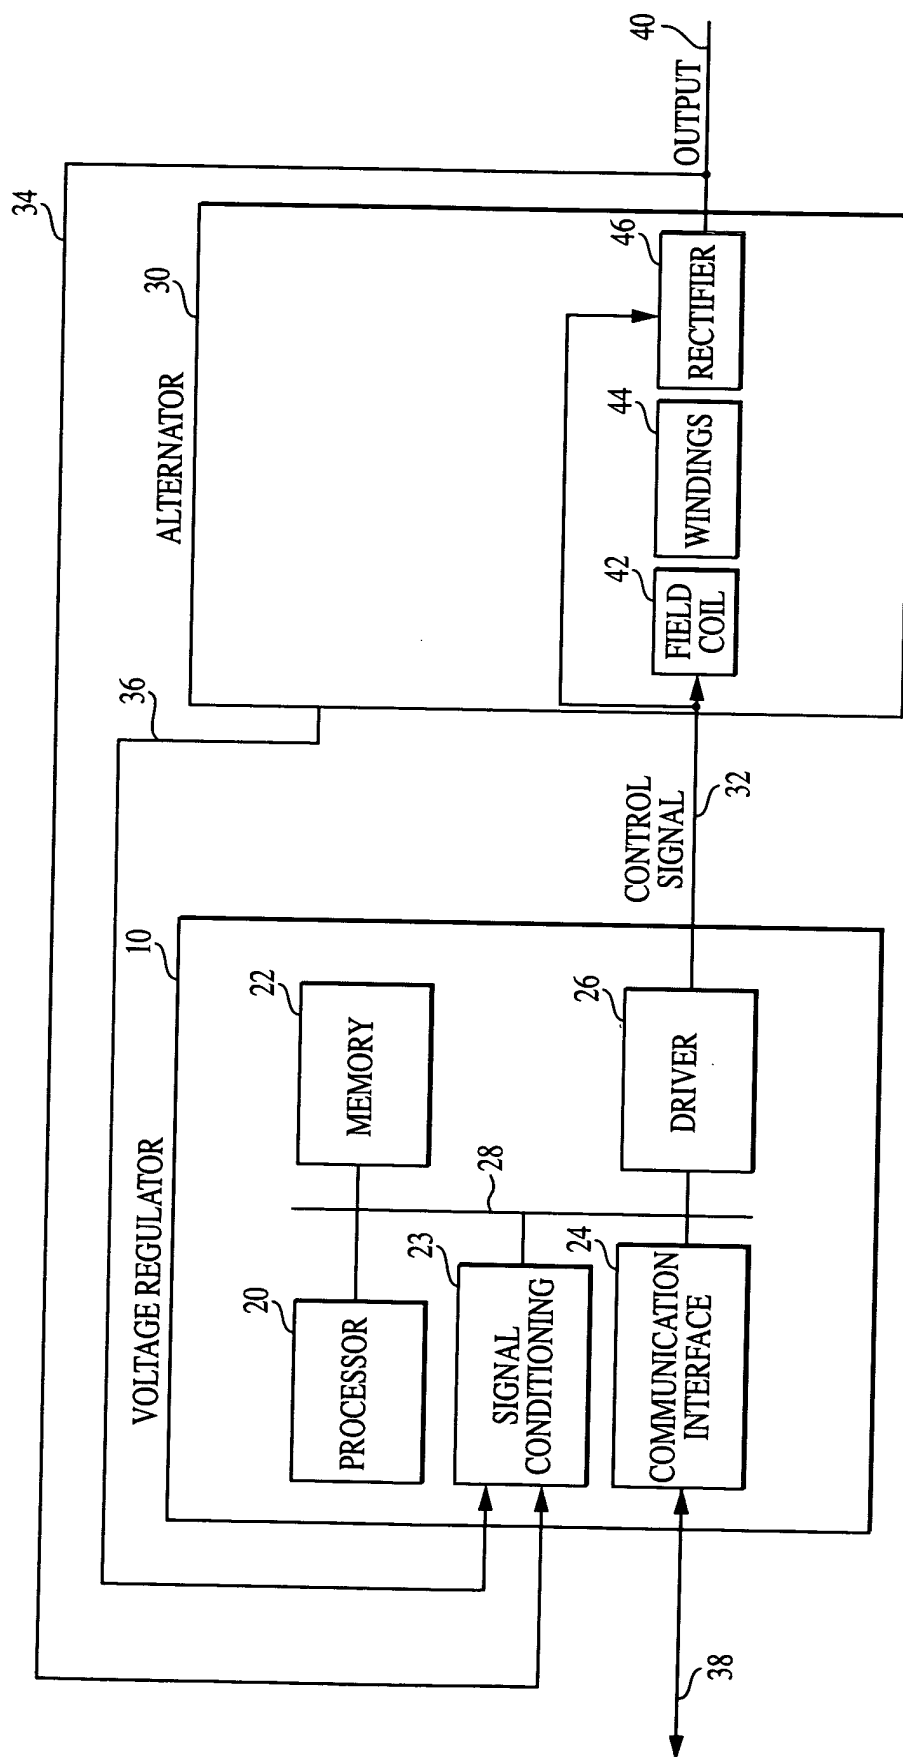 34
36
VOLTAGE REGULATOR
10
ALTERNATOR
30
20
PROCESSOR
22
MEMORY
28
23
SIGNAL
CONDITIONING
24
COMMUNICATION
INTERFACE
26
DRIVER
38
CONTROL
SIGNAL
32
42
FIELD
COIL
44
WINDINGS
46
RECTIFIER
OUTPUT
40